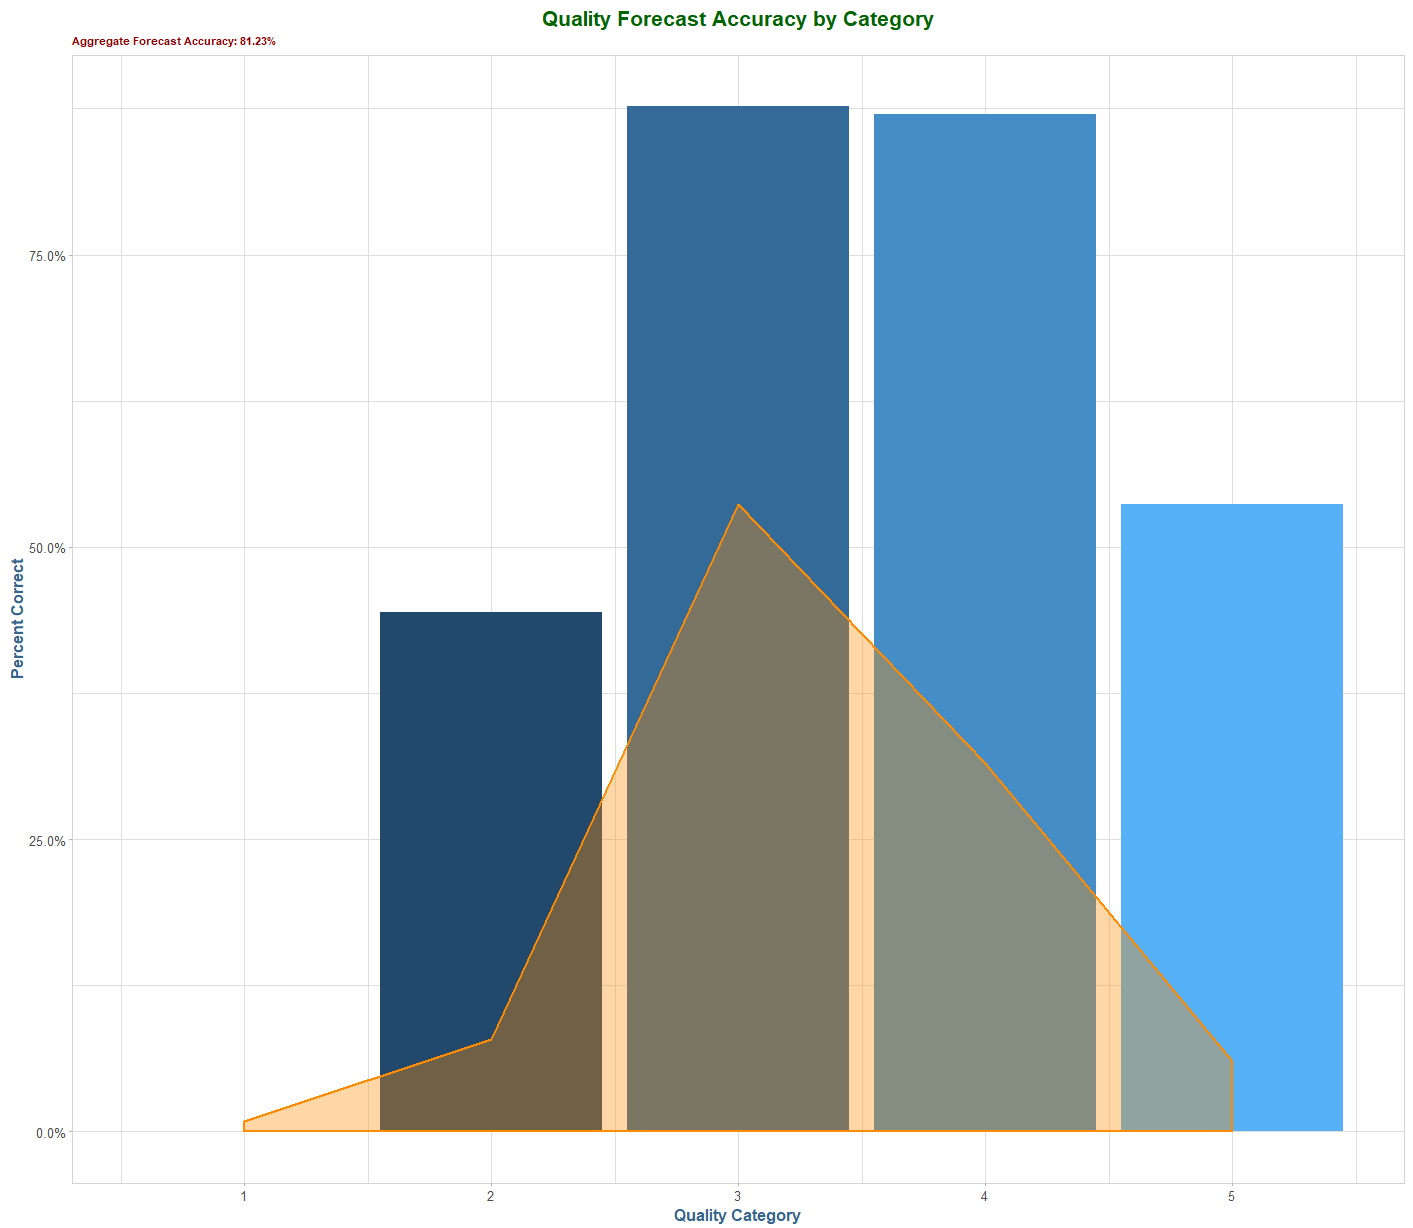 Quality Forecast Accuracy by Category
Aggregate Forecast Accuracy: 81.23%
75.0%
50.0%
25.0%
0.0%
Percent Correct
1 2 3 4 5
Quality Category